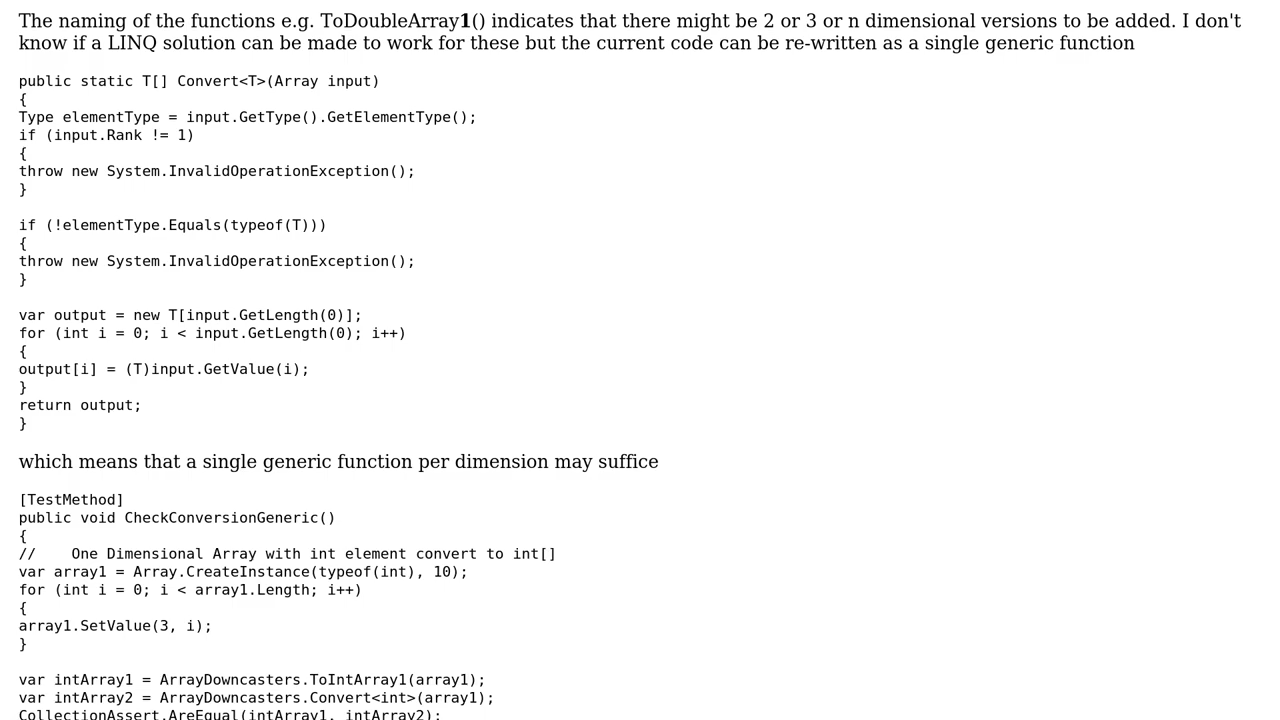 The naming of the functions e.g. ToDoubleArray1() indicates that there might be 2 or 3 or n dimensional versions to be added. I don't
know if a LINQ solution can be made to work for these but the current code can be re-written as a single generic function
public static T[] Convert<T>(Array input)
{
Type elementType = input.GetType().GetElementType();
if (input.Rank != 1)
{
throw new System.InvalidOperationException();
}
if (!elementType.Equals(typeof(T)))
{
throw new System.InvalidOperationException();
}
var output = new T[input.GetLength(0)];
for (int i = 0; i < input.GetLength(0); i++)
{
output[i] = (T)input.GetValue(i);
}
return output;
}
which means that a single generic function per dimension may suffice
[TestMethod]
public void CheckConversionGeneric()
{
//    One Dimensional Array with int element convert to int[]
var array1 = Array.CreateInstance(typeof(int), 10);
for (int i = 0; i < array1.Length; i++)
{
array1.SetValue(3, i);
}
var intArray1 = ArrayDowncasters.ToIntArray1(array1);
var intArray2 = ArrayDowncasters.Convert<int>(array1);
CollectionAssert.AreEqual(intArray1, intArray2);